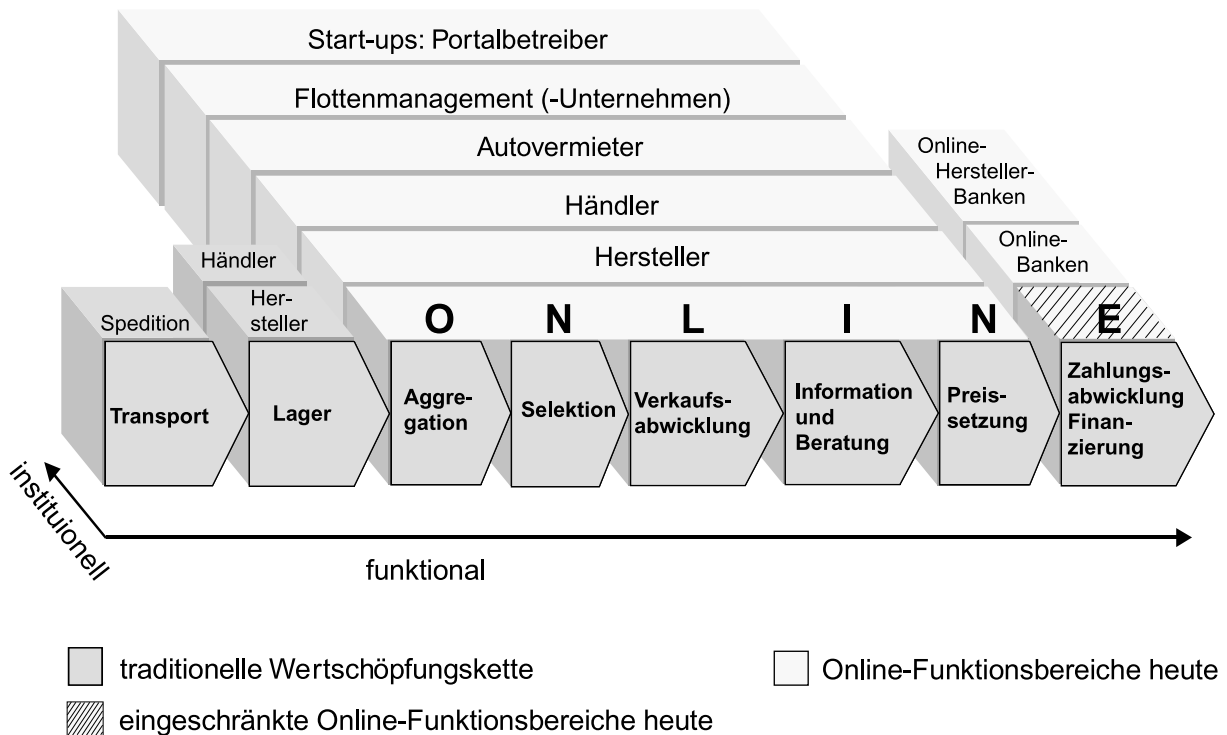 Start-ups: Portalbetreiber
Flottenmanagement (-Unternehmen)
Autovermieter
Händler
Hersteller
Online-
Hersteller-
Banken
Online-
Banken
Händler
Her-
steller
Spedition
O N L I N E
Transport
Lager
Aggre-
gation
Selektion
Verkaufs-
abwicklung
Information
und
Beratung
Preis-
setzung
Zahlungs-
abwicklung
Finan-
zierung
instituionell
funktional
traditionelle Wertschöpfungskette
Online-Funktionsbereiche heute
eingeschränkte Online-Funktionsbereiche heute